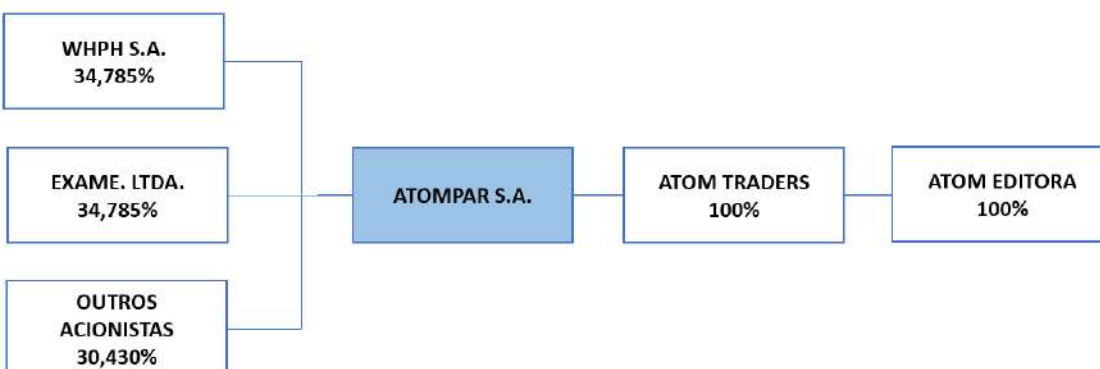 WHPH S.A.
34,785%
EXAME. LTDA.
34,785%
OUTROS
ACIONISTAS
30,430%
ATOMPAR S.A.
ATOM TRADERS
100%
ATOM EDITORA
100%